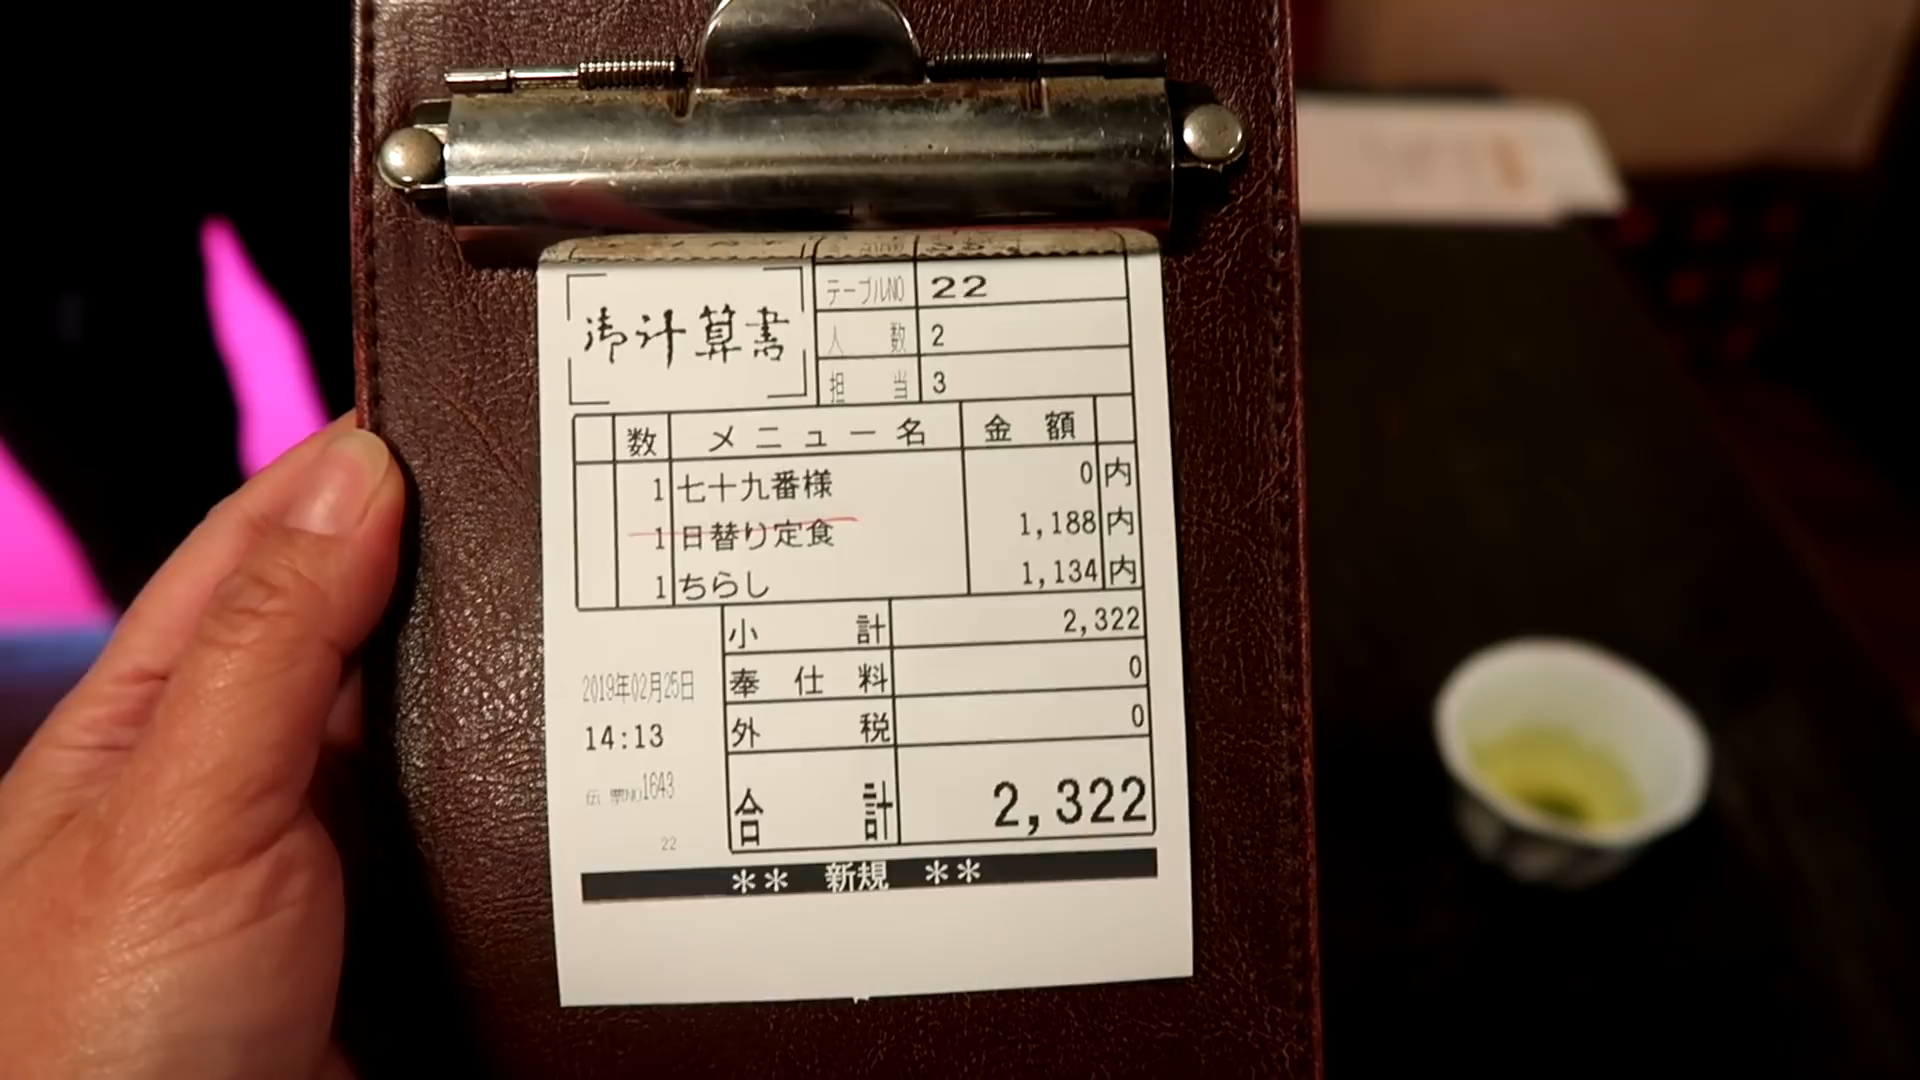 御計算書
テーブルNO 22
人数 2
担当 3
数 メニュー名 金額
1 七十九番様 0 内
1 日替り定食 1,188 内
1 ちらし 1,134 内
小計 2,322
奉仕料 0
外税 0
合計 2,322
2019年02月25日
14:13
伝票NO1643
22
** 新規 **